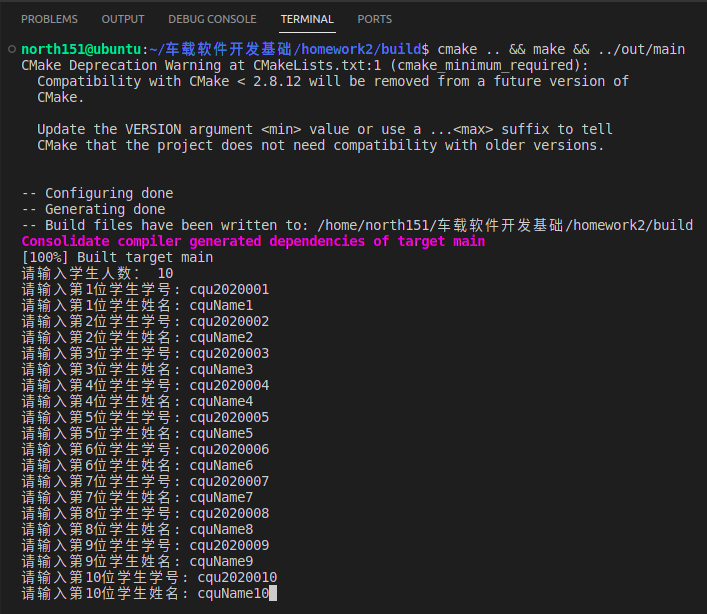 PROBLEMS OUTPUT DEBUG CONSOLE TERMINAL PORTS
north151@ubuntu:~/车载软件开发基础/homework2/build$ cmake .. && make && ../out/main
CMake Deprecation Warning at CMakeLists.txt:1 (cmake_minimum_required):
  Compatibility with CMake < 2.8.12 will be removed from a future version of
  CMake.
  Update the VERSION argument <min> value or use a ...<max> suffix to tell
  CMake that the project does not need compatibility with older versions.
-- Configuring done
-- Generating done
-- Build files have been written to: /home/north151/车载软件开发基础/homework2/build
Consolidate compiler generated dependencies of target main
[100%] Built target main
请输入学生人数: 10
请输入第1位学生学号: cqu2020001
请输入第1位学生姓名: cquName1
请输入第2位学生学号: cqu2020002
请输入第2位学生姓名: cquName2
请输入第3位学生学号: cqu2020003
请输入第3位学生姓名: cquName3
请输入第4位学生学号: cqu2020004
请输入第4位学生姓名: cquName4
请输入第5位学生学号: cqu2020005
请输入第5位学生姓名: cquName5
请输入第6位学生学号: cqu2020006
请输入第6位学生姓名: cquName6
请输入第7位学生学号: cqu2020007
请输入第7位学生姓名: cquName7
请输入第8位学生学号: cqu2020008
请输入第8位学生姓名: cquName8
请输入第9位学生学号: cqu2020009
请输入第9位学生姓名: cquName9
请输入第10位学生学号: cqu2020010
请输入第10位学生姓名: cquName10